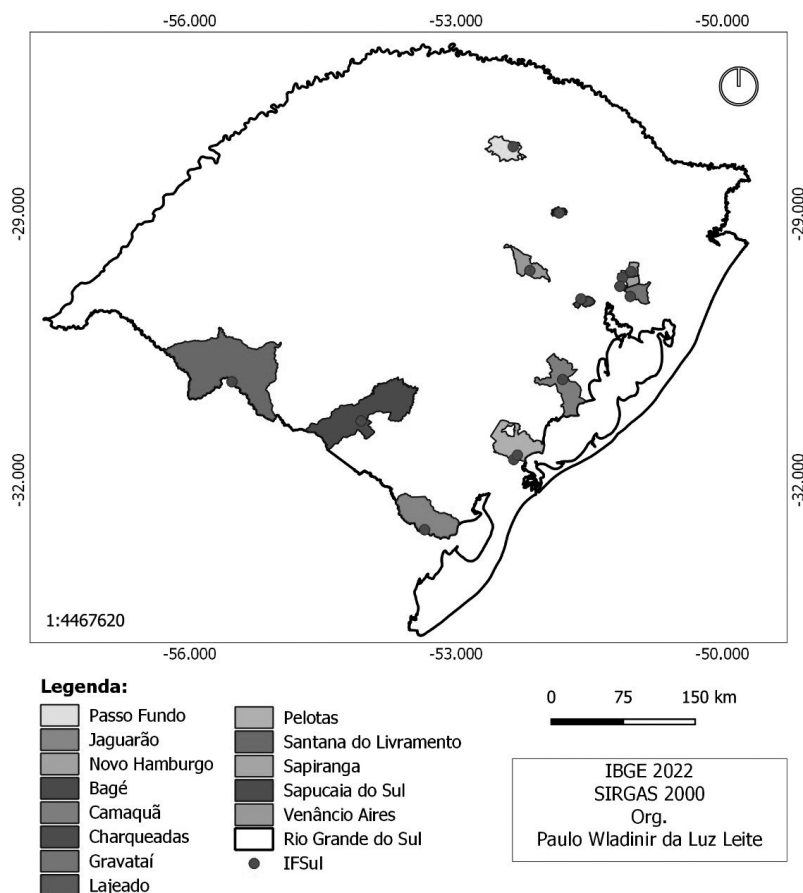 -56.000 -53.000 -50.000
-29.000 -29.000
-32.000 -32.000
1:4467620
-56.000 -53.000 -50.000
Legenda:
Passo Fundo
Jaguarão
Novo Hamburgo
Bagé
Camaquã
Charqueadas
Gravataí
Lajeado
Pelotas
Santana do Livramento
Sapiranga
Sapucaia do Sul
Venâncio Aires
Rio Grande do Sul
IFSul
0 75 150 km
IBGE 2022
SIRGAS 2000
Org.
Paulo Wladinir da Luz Leite